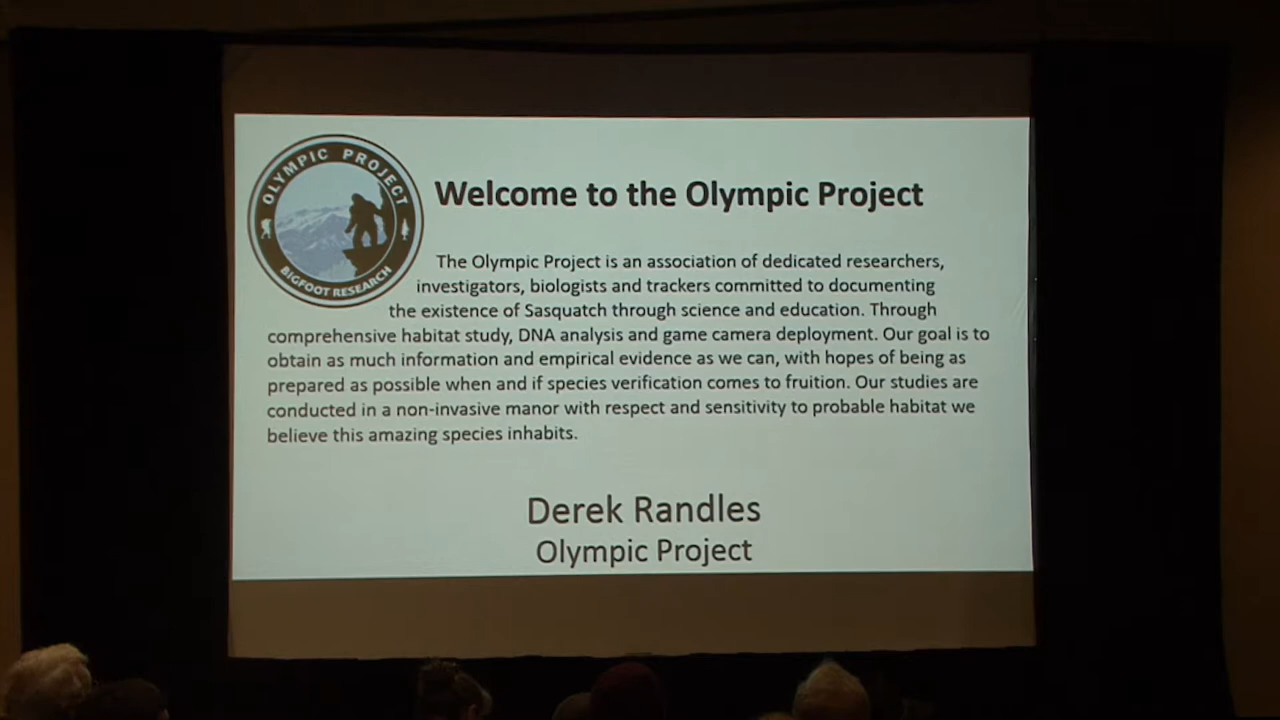 OLYMPIC PROJECT
BIGFOOT RESEARCH
Welcome to the Olympic Project
The Olympic Project is an association of dedicated researchers,
investigators, biologists and trackers committed to documenting
the existence of Sasquatch through science and education. Through
comprehensive habitat study, DNA analysis and game camera deployment. Our goal is to
obtain as much information and empirical evidence as we can, with hopes of being as
prepared as possible when and if species verification comes to fruition. Our studies are
conducted in a non-invasive manor with respect and sensitivity to probable habitat we
believe this amazing species inhabits.
Derek Randles
Olympic Project